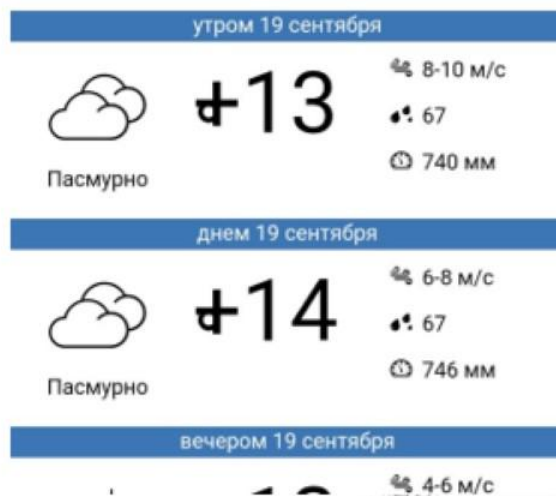 утром 19 сентября
+13
8-10 м/с
67
740 мм
Пасмурно
днем 19 сентября
+14
6-8 м/с
67
746 мм
Пасмурно
вечером 19 сентября
4-6 м/с